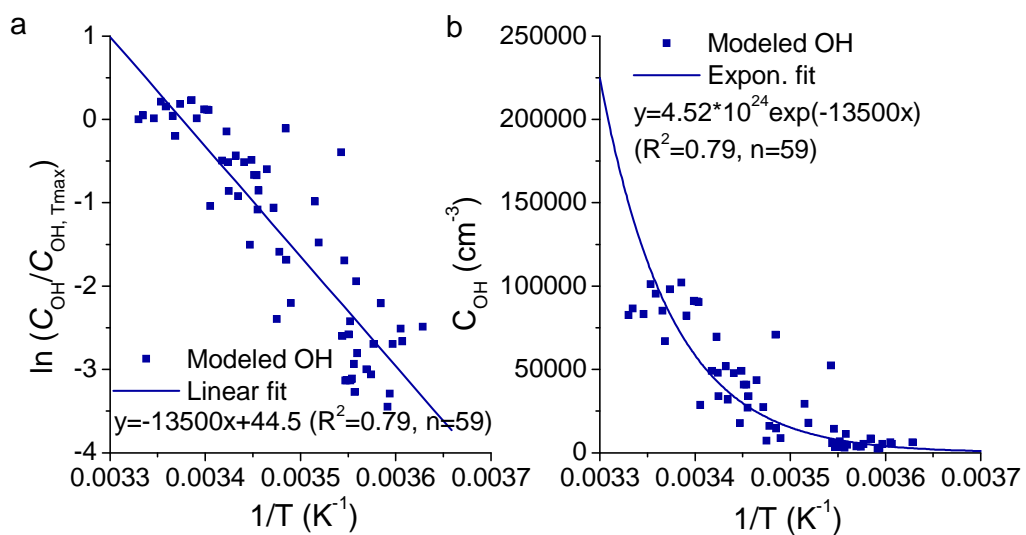 a
ln (C_OH/C_OH, Tmax)
1
0
-1
-2
-3
-4
Modeled OH
Linear fit
y=-13500x+44.5 (R²=0.79, n=59)
0.0033 0.0034 0.0035 0.0036 0.0037
1/T (K⁻¹)
b
C_OH (cm⁻³)
250000
200000
150000
100000
50000
0
Modeled OH
Expon. fit
y=4.52*10²⁴exp(-13500x)
(R²=0.79, n=59)
0.0033 0.0034 0.0035 0.0036 0.0037
1/T (K⁻¹)